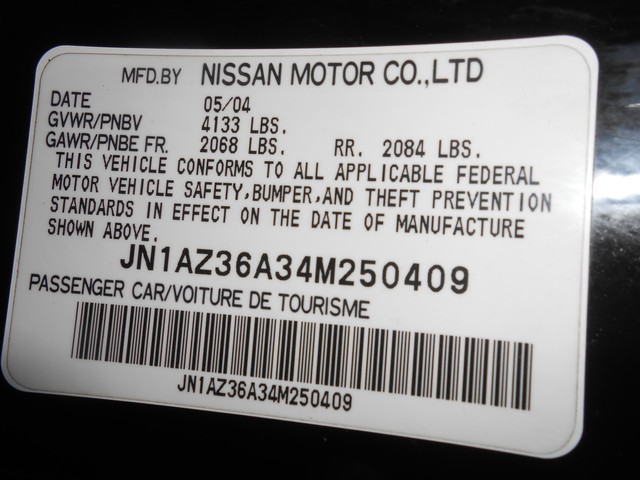 MFD.BY NISSAN MOTOR CO.,LTD
DATE 05/04
GVWR/PNBV 4133 LBS.
GAWR/PNBE FR. 2068 LBS. RR. 2084 LBS.
THIS VEHICLE CONFORMS TO ALL APPLICABLE FEDERAL
MOTOR VEHICLE SAFETY,BUMPER,AND THEFT PREVENTION
STANDARDS IN EFFECT ON THE DATE OF MANUFACTURE
SHOWN ABOVE.
JN1AZ36A34M250409
PASSENGER CAR/VOITURE DE TOURISME
JN1AZ36A34M250409